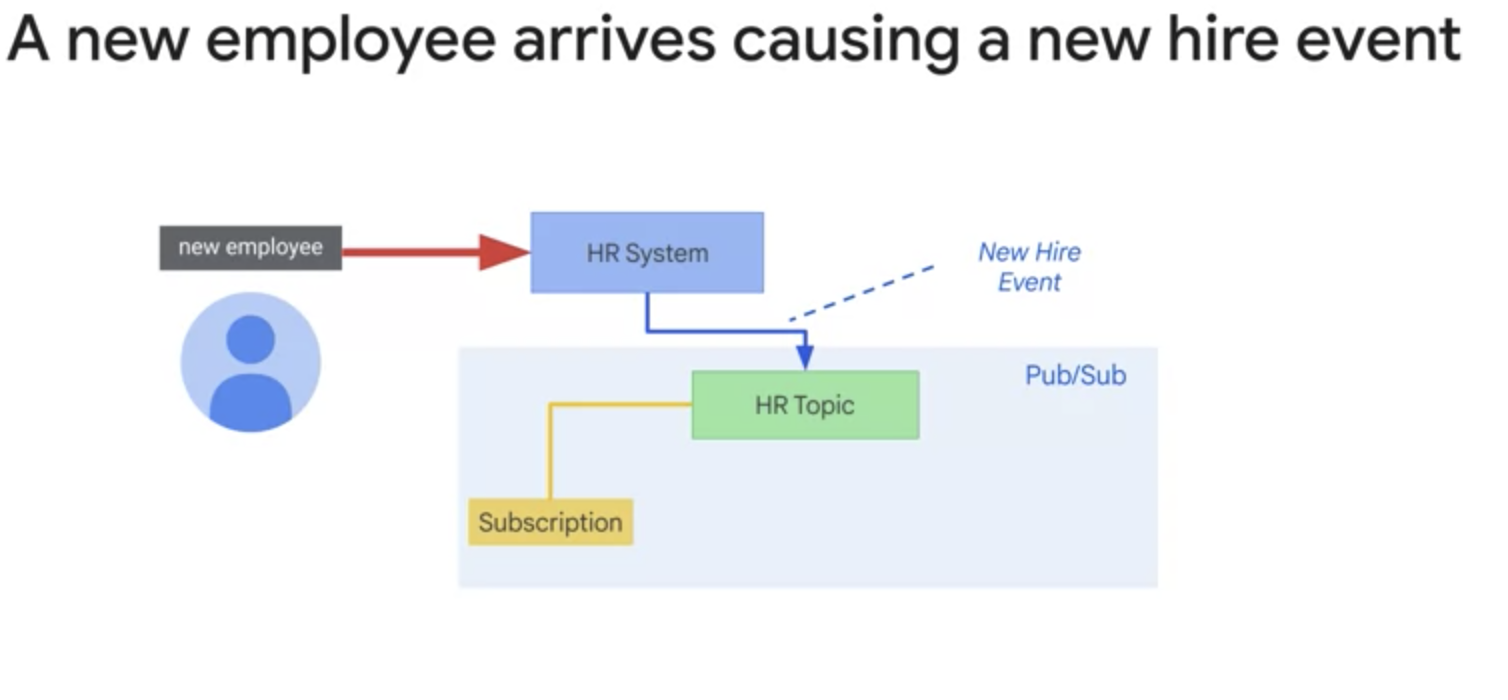 A new employee arrives causing a new hire event
new employee
HR System
New Hire
Event
Pub/Sub
HR Topic
Subscription